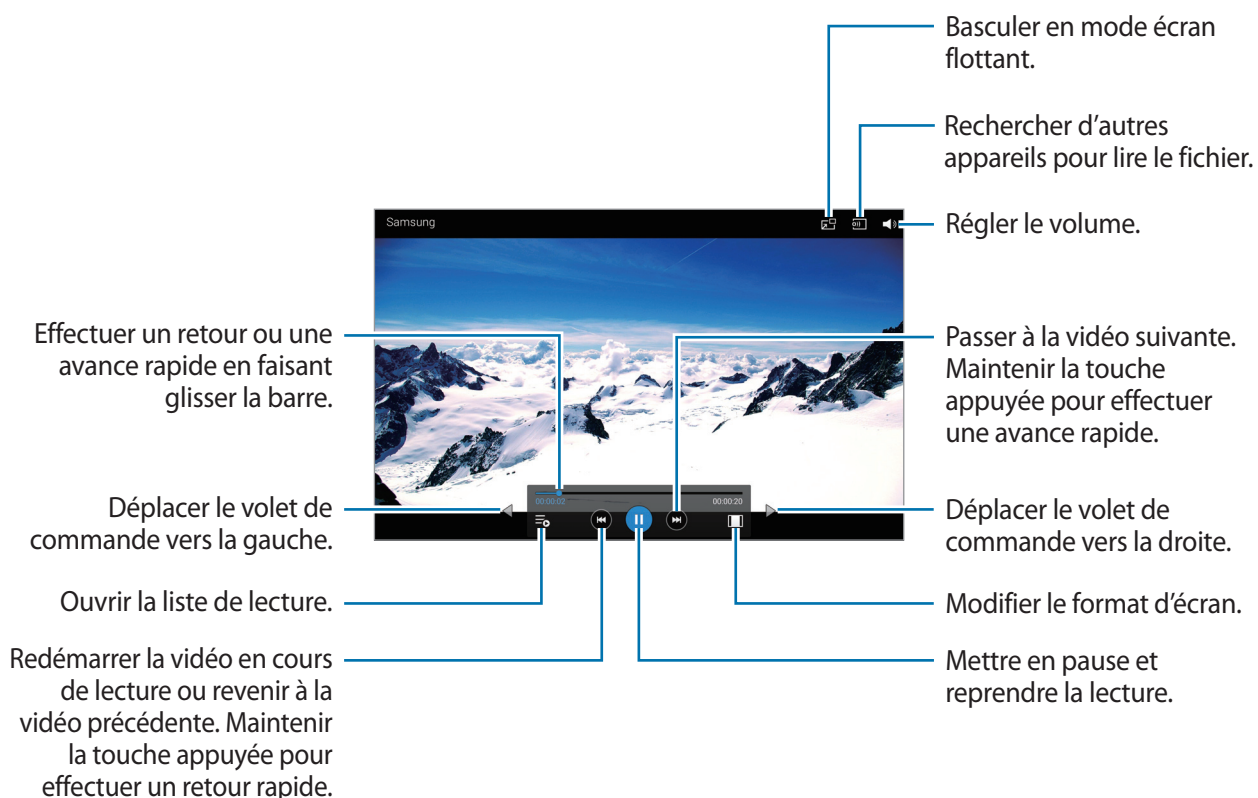 Basculer en mode écran
flottant.
Rechercher d'autres
appareils pour lire le fichier.
Samsung
Régler le volume.
Effectuer un retour ou une
avance rapide en faisant
glisser la barre.
Passer à la vidéo suivante.
Maintenir la touche
appuyée pour effectuer
une avance rapide.
00:00:02
00:00:20
Déplacer le volet de
commande vers la gauche.
Déplacer le volet de
commande vers la droite.
Ouvrir la liste de lecture.
Modifier le format d'écran.
Redémarrer la vidéo en cours
de lecture ou revenir à la
vidéo précédente. Maintenir
la touche appuyée pour
effectuer un retour rapide.
Mettre en pause et
reprendre la lecture.